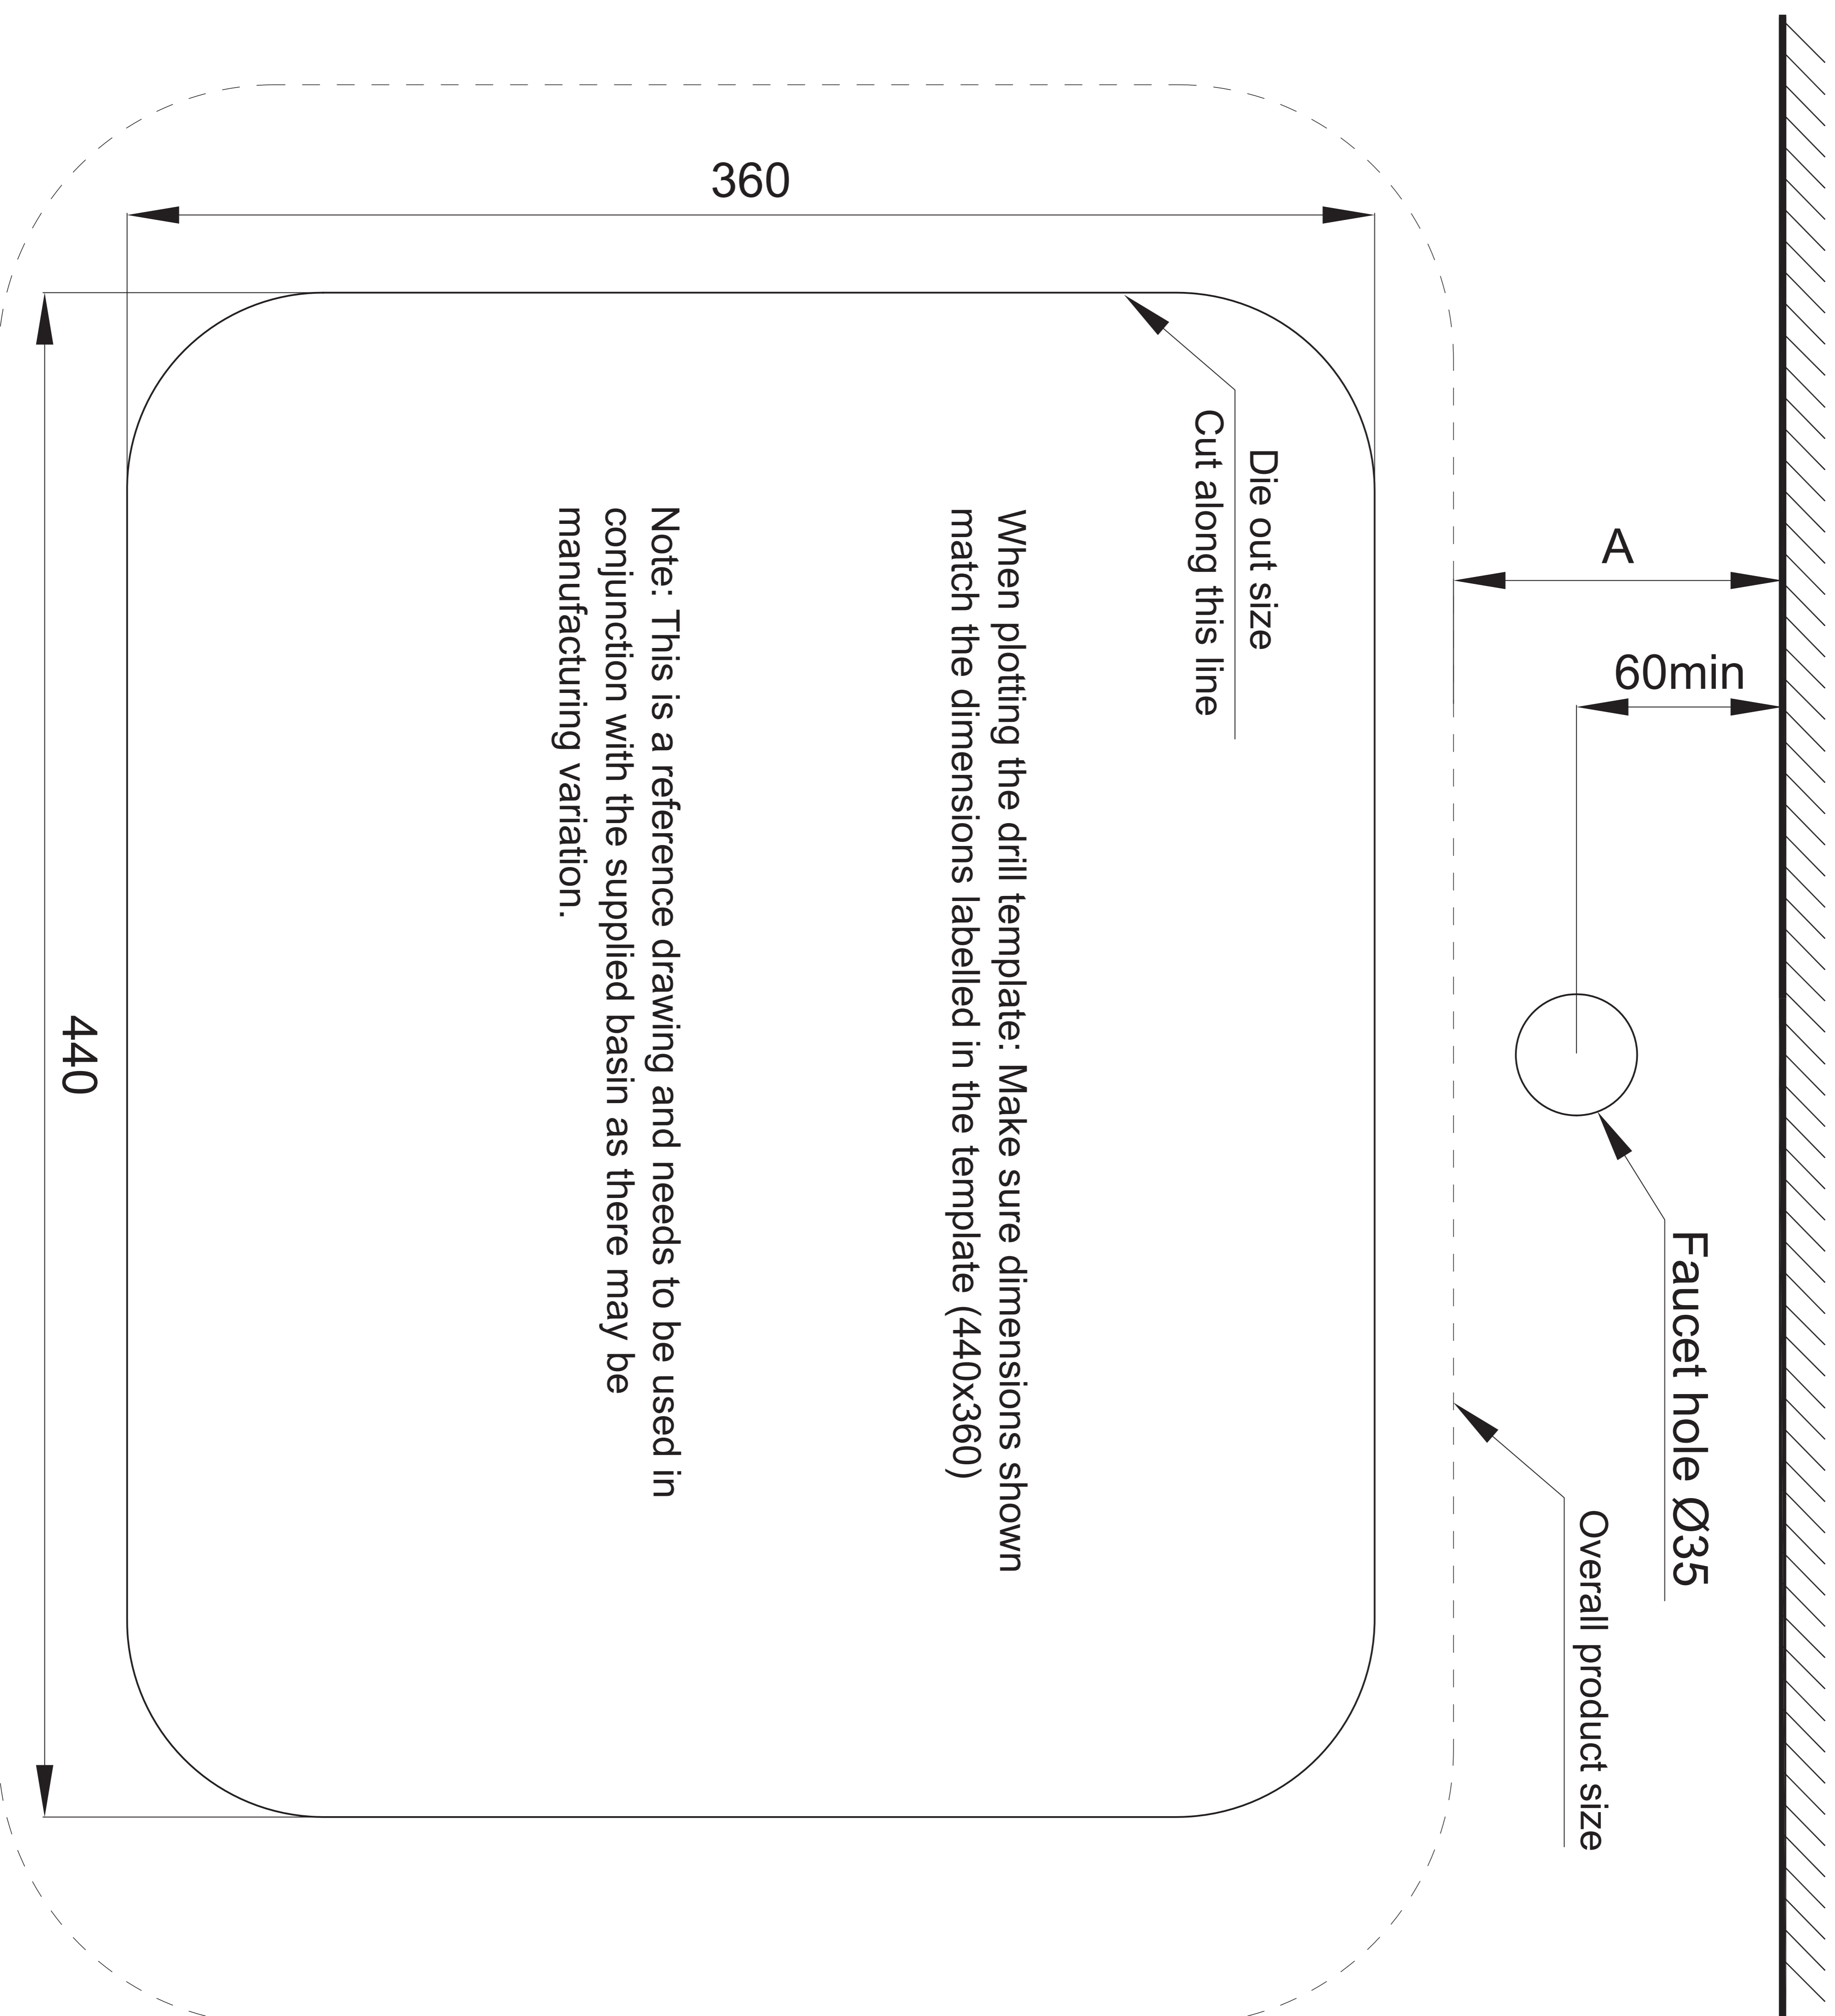 360
A
60min
Faucet hole Ø35
Overall product size
Die out size
Cut along this line
When plotting the drill template: Make sure dimensions shown
match the dimensions labelled in the template (440x360)
Note: This is a reference drawing and needs to be used in
conjunction with the supplied basin as there may be
manufacturing variation.
440